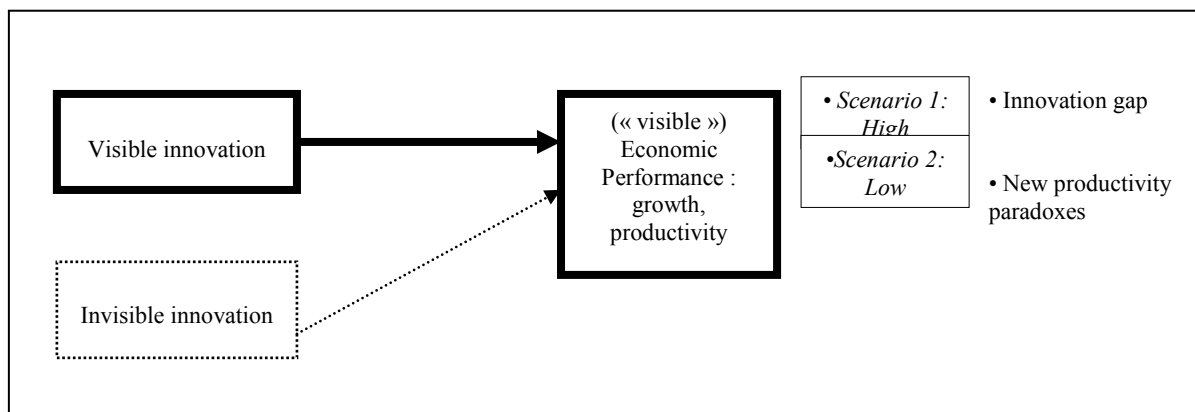 Visible innovation
Invisible innovation
(« visible »)
Economic
Performance :
growth,
productivity
• Scenario 1:
High
•Scenario 2:
Low
• Innovation gap
• New productivity
paradoxes